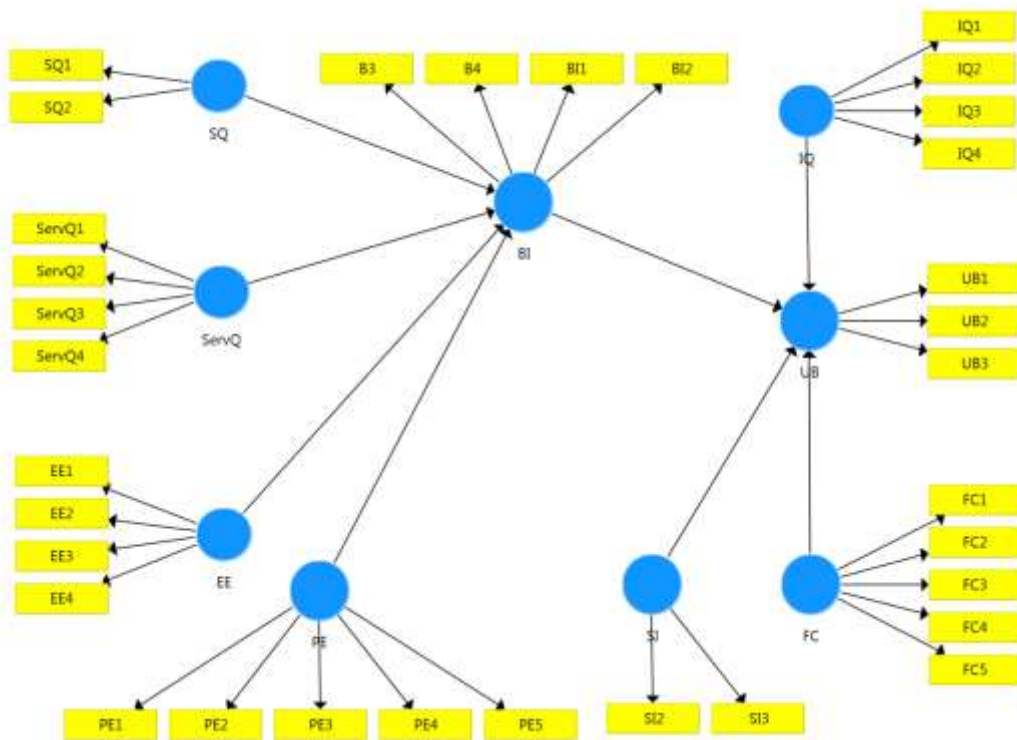 SQ1
SQ2
SQ
B3
B4
BI1
BI2
BI
IQ1
IQ2
IQ3
IQ4
IQ
ServQ1
ServQ2
ServQ3
ServQ4
ServQ
UB1
UB2
UB3
UB
EE1
EE2
EE3
EE4
EE
PE
PE1
PE2
PE3
PE4
PE5
SI
SI2
SI3
FC
FC1
FC2
FC3
FC4
FC5